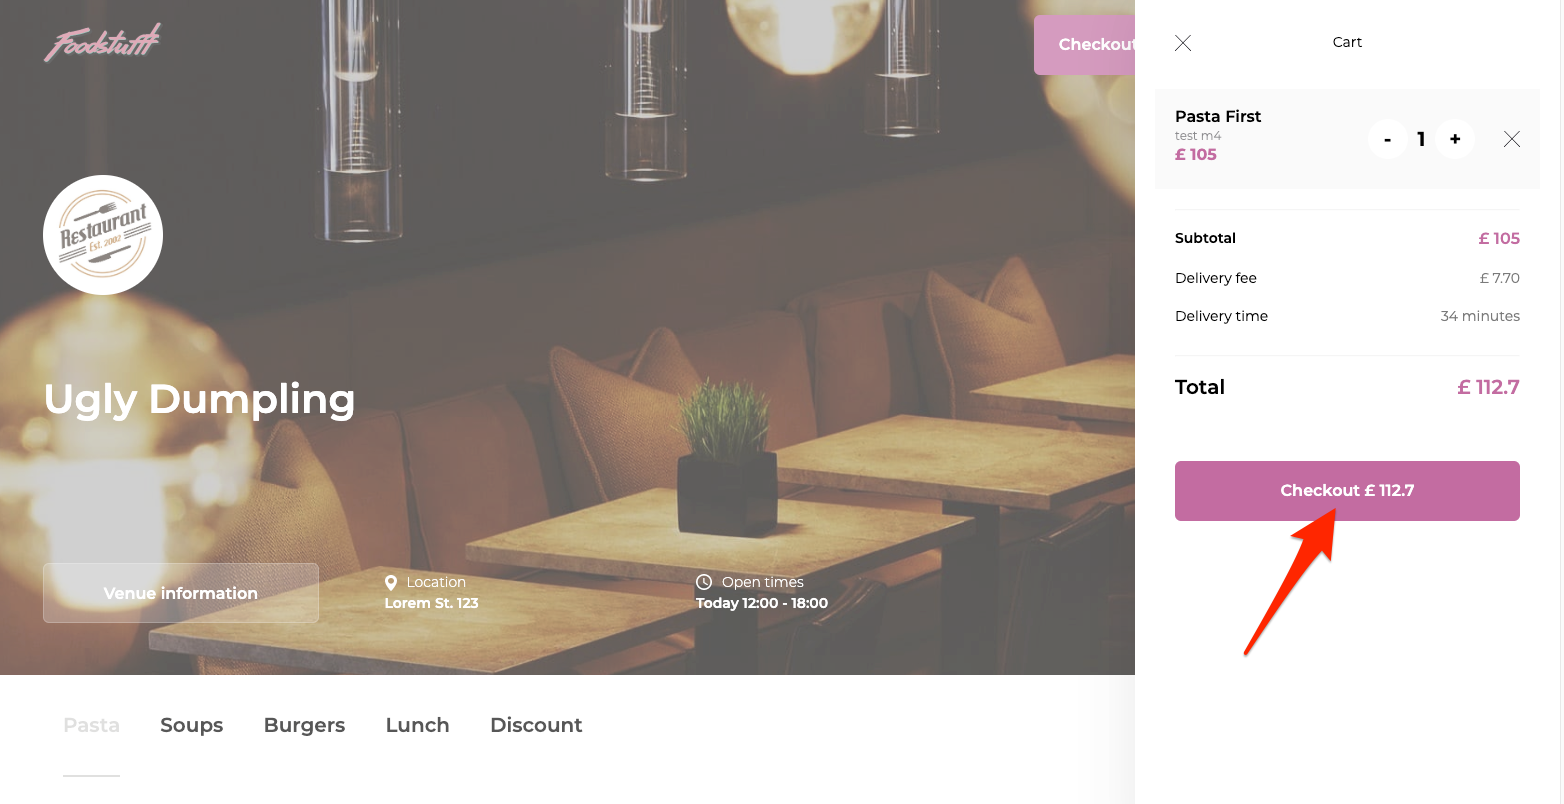 Foodstufff
Checkout
Restaurant
Est. 2002
Ugly Dumpling
Venue information
Location
Lorem St. 123
Open times
Today 12:00 - 18:00
Pasta
Soups
Burgers
Lunch
Discount
Cart
Pasta First
test m4
£ 105
- 1 +
Subtotal
£ 105
Delivery fee
£ 7.70
Delivery time
34 minutes
Total
£ 112.7
Checkout £ 112.7